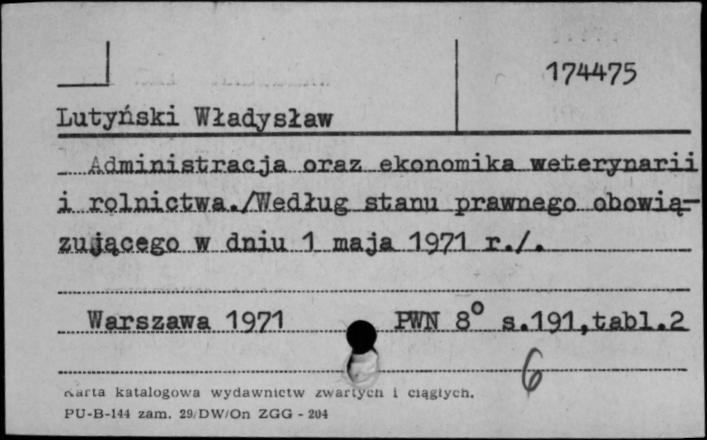 174475
Lutyński Władysław
Administracja oraz ekonomika weterynarii
i rolnictwa./Według stanu prawnego obowią-
zującego w dniu 1 maja 1971 r./.
Warszawa 1971 PWN 8° s.191,tabl.2
6
Karta katalogowa wydawnictw zwartych i ciągłych.
PU-B-144 zam. 29/DW/On ZGG - 204